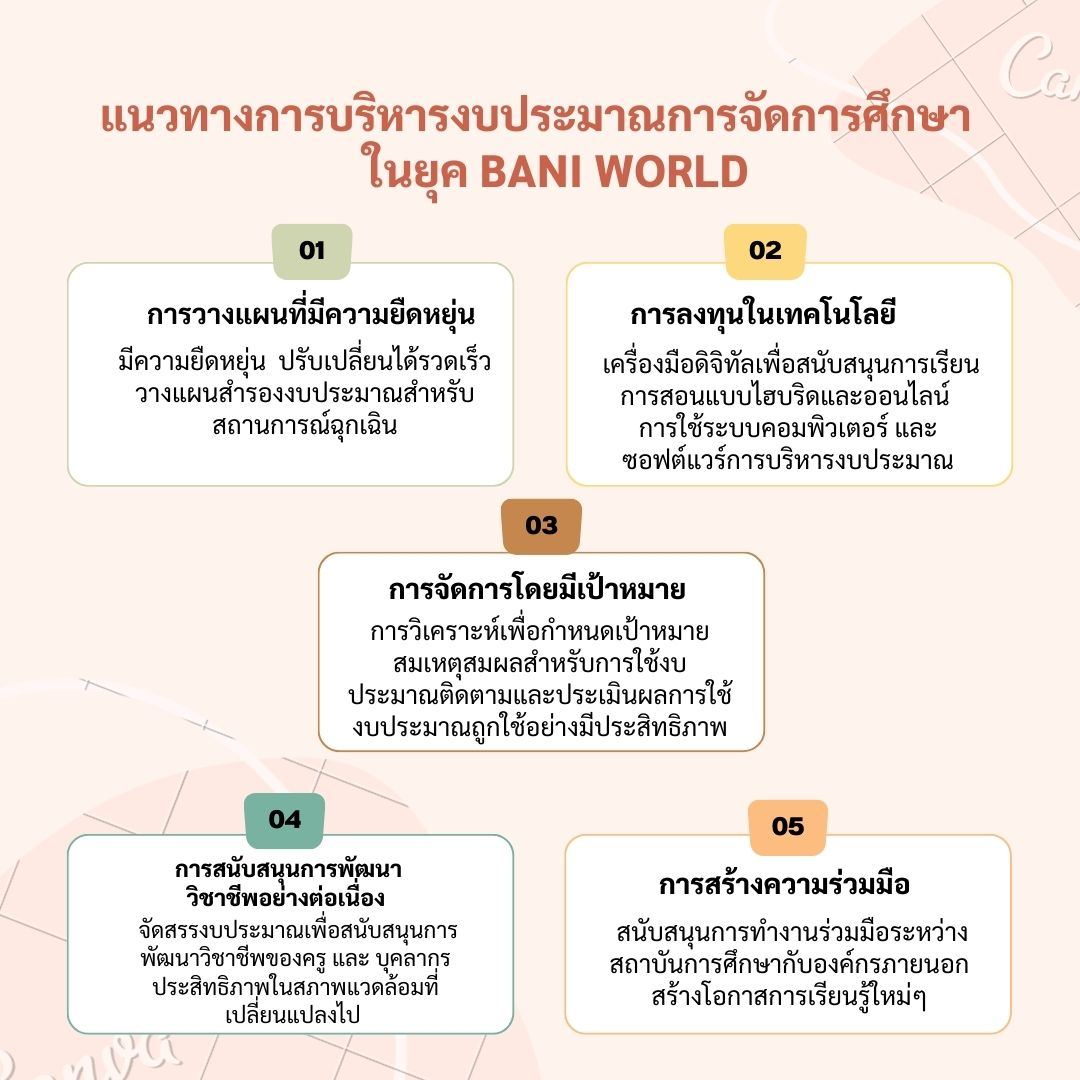 แนวทางการบริหารงบประมาณการจัดการศึกษา
ในยุค BANI WORLD
01
การวางแผนที่มีความยืดหยุ่น
มีความยืดหยุ่น ปรับเปลี่ยนได้รวดเร็ว
วางแผนสำรองงบประมาณสำหรับ
สถานการณ์ฉุกเฉิน
02
การลงทุนในเทคโนโลยี
เครื่องมือดิจิทัลเพื่อสนับสนุนการเรียน
การสอนแบบไฮบริดและออนไลน์
การใช้ระบบคอมพิวเตอร์ และ
ซอฟต์แวร์การบริหารงบประมาณ
03
การจัดการโดยมีเป้าหมาย
การวิเคราะห์เพื่อกำหนดเป้าหมาย
สมเหตุสมผลสำหรับการใช้งบ
ประมาณติดตามและประเมินผลการใช้
งบประมาณถูกใช้อย่างมีประสิทธิภาพ
04
การสนับสนุนการพัฒนา
วิชาชีพอย่างต่อเนื่อง
จัดสรรงบประมาณเพื่อสนับสนุนการ
พัฒนาวิชาชีพของครู และ บุคลากร
ประสิทธิภาพในสภาพแวดล้อมที่
เปลี่ยนแปลงไป
05
การสร้างความร่วมมือ
สนับสนุนการทำงานร่วมมือระหว่าง
สถาบันการศึกษากับองค์กรภายนอก
สร้างโอกาสการเรียนรู้ใหม่ๆ
Canva